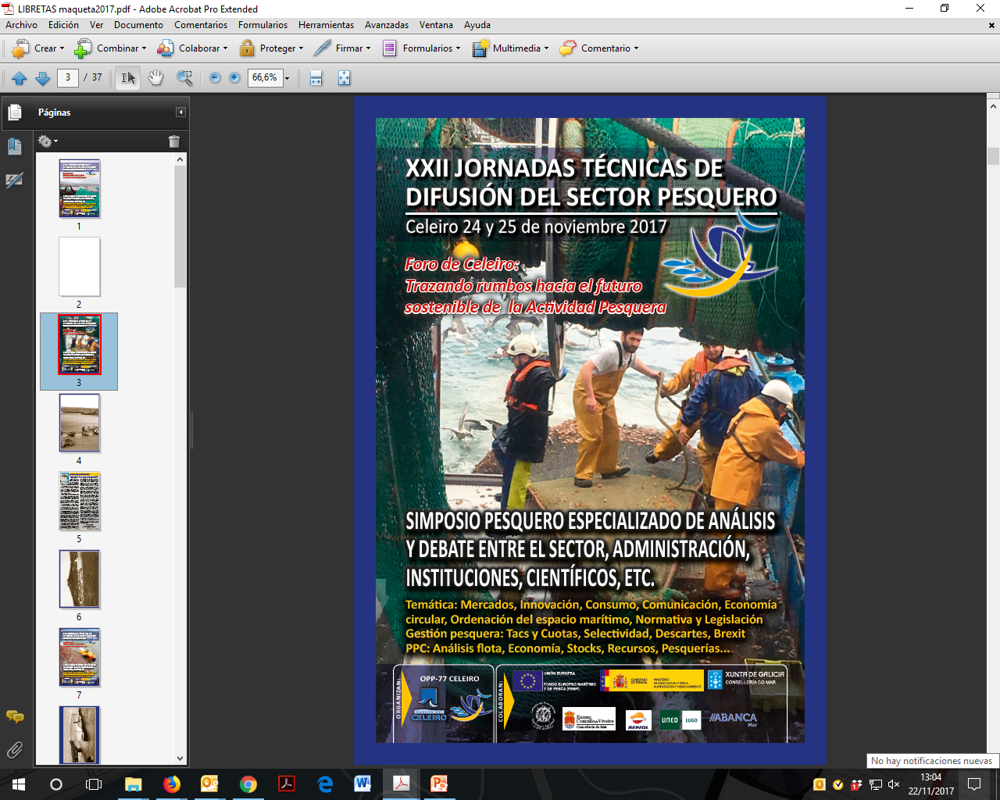 LIBRETAS maqueta2017.pdf - Adobe Acrobat Pro Extended
Archivo Edición Ver Documento Comentarios Formularios Herramientas Avanzadas Ventana Ayuda
Crear Combinar Colaborar Proteger Firmar Formularios Multimedia Comentario
3 / 37 66,6%
Páginas
1
2
3
4
5
6
7
XXII JORNADAS TÉCNICAS DE
DIFUSIÓN DEL SECTOR PESQUERO
Celeiro 24 y 25 de noviembre 2017
Foro de Celeiro:
Trazando rumbos hacia el futuro
sostenible de la Actividad Pesquera
SIMPOSIO PESQUERO ESPECIALIZADO DE ANÁLISIS
Y DEBATE ENTRE EL SECTOR, ADMINISTRACIÓN,
INSTITUCIONES, CIENTÍFICOS, ETC.
Temática: Mercados, Innovación, Consumo, Comunicación, Economía
circular, Ordenación del espacio marítimo, Normativa y Legislación
Gestión pesquera: Tacs y Cuotas, Selectividad, Descartes, Brexit
PPC: Análisis flota, Economía, Stocks, Recursos, Pesquerías...
ORGANIZAN:
OPP-77 CELEIRO
CELEIRO
COLABORAN:
UNIÓN EUROPEA
FONDO EUROPEO MARÍTIMO
Y DE PESCA (FEMP)
GOBIERNO
DE ESPAÑA
MINISTERIO
DE AGRICULTURA Y PESCA,
ALIMENTACIÓN Y MEDIO AMBIENTE
XUNTA DE GALICIA
CONSELLERÍA DO MAR
Excmo.
Concello de Viveiro
Concellería de Mar
REPSOL
UNED LUGO
//ABANCA
Mar
No hay notificaciones nuevas
13:04
22/11/2017